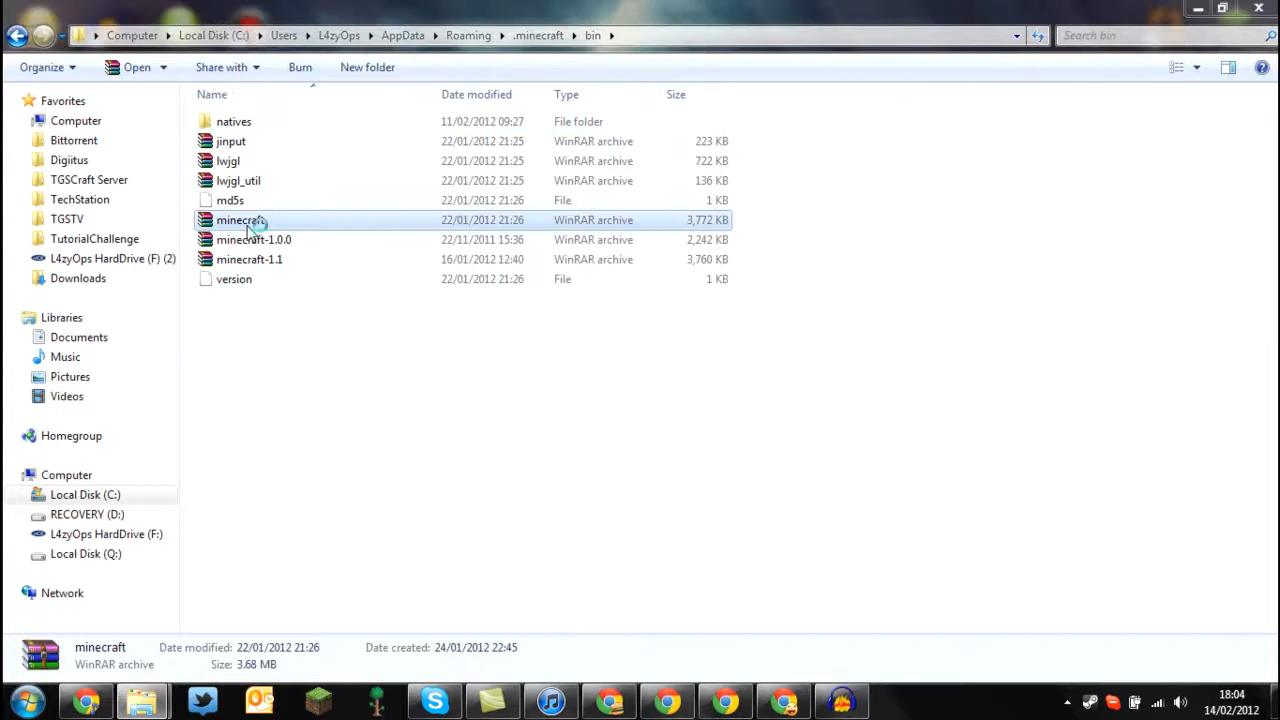 Computer Local Disk (C:) Users L4zyOps AppData Roaming .minecraft bin Search bin
Organize Open Share with Burn New folder
Name Date modified Type Size
Favorites
Computer
Bittorrent
Digiitus
TGSCraft Server
TechStation
TGSTV
TutorialChallenge
L4zyOps HardDrive (F) (2)
Downloads
Libraries
Documents
Music
Pictures
Videos
Homegroup
Computer
Local Disk (C:)
RECOVERY (D:)
L4zyOps HardDrive (F:)
Local Disk (Q:)
Network
natives 11/02/2012 09:27 File folder
jinput 22/01/2012 21:25 WinRAR archive 223 KB
lwjgl 22/01/2012 21:25 WinRAR archive 722 KB
lwjgl_util 22/01/2012 21:25 WinRAR archive 136 KB
md5s 22/01/2012 21:26 File 1 KB
minecraft 22/01/2012 21:26 WinRAR archive 3,772 KB
minecraft-1.0.0 22/11/2011 15:36 WinRAR archive 2,242 KB
minecraft-1.1 16/01/2012 12:40 WinRAR archive 3,760 KB
version 22/01/2012 21:26 File 1 KB
minecraft Date modified: 22/01/2012 21:26 Date created: 24/01/2012 22:45
WinRAR archive Size: 3.68 MB
18:04
14/02/2012